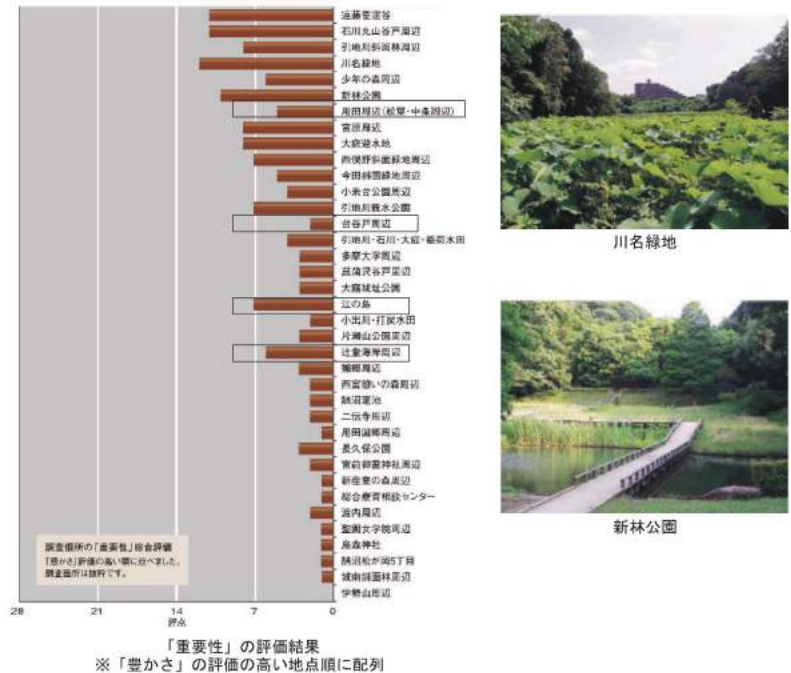 遠藤笹窪谷
石川丸山谷戸周辺
引地川斜面林周辺
川名緑地
少年の森周辺
新林公園
用田周辺(松葉・中条周辺)
宮原周辺
大庭遊水地
西俣野斜面緑地周辺
今田斜面緑地周辺
小糸台公園周辺
引地川親水公園
台谷戸周辺
引地川・石川・大庭・稲荷水田
多摩大学周辺
菖蒲沢谷戸周辺
大庭城址公園
江の島
小出川・打戻水田
片瀬山公園周辺
辻堂海岸周辺
獺郷周辺
西富憩いの森周辺
鵠沼蓮池
二伝寺周辺
用田国郷周辺
長久保公園
宮前御霊神社周辺
新産業の森周辺
総合療育相談センター
渡内周辺
聖園女学院周辺
烏森神社
鵠沼松が岡5丁目
城南斜面林周辺
伊勢山周辺
調査個所の「重要性」総合評価
「豊かさ」評価の高い順に並べました。
調査箇所は抜粋です。
28 21 14 7 0
評点
「重要性」の評価結果
※「豊かさ」の評価の高い地点順に配列
川名緑地
新林公園